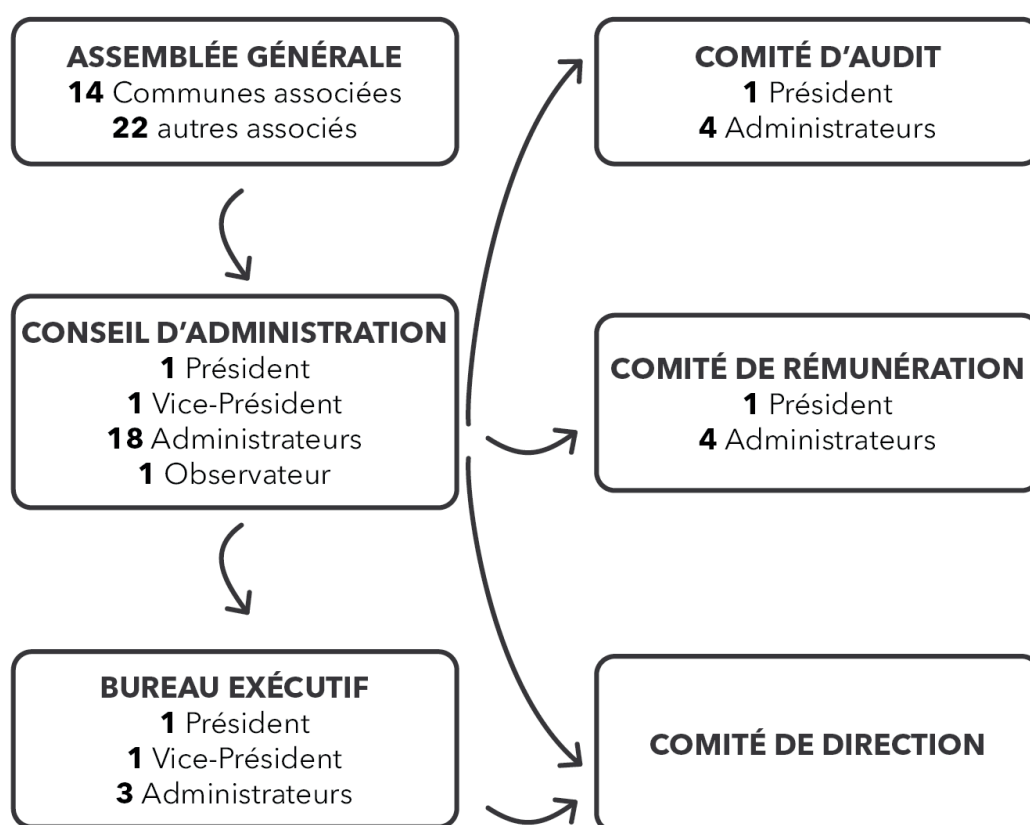 ASSEMBLÉE GÉNÉRALE
14 Communes associées
22 autres associés
CONSEIL D’ADMINISTRATION
1 Président
1 Vice-Président
18 Administrateurs
1 Observateur
BUREAU EXÉCUTIF
1 Président
1 Vice-Président
3 Administrateurs
COMITÉ D’AUDIT
1 Président
4 Administrateurs
COMITÉ DE RÉMUNÉRATION
1 Président
4 Administrateurs
COMITÉ DE DIRECTION